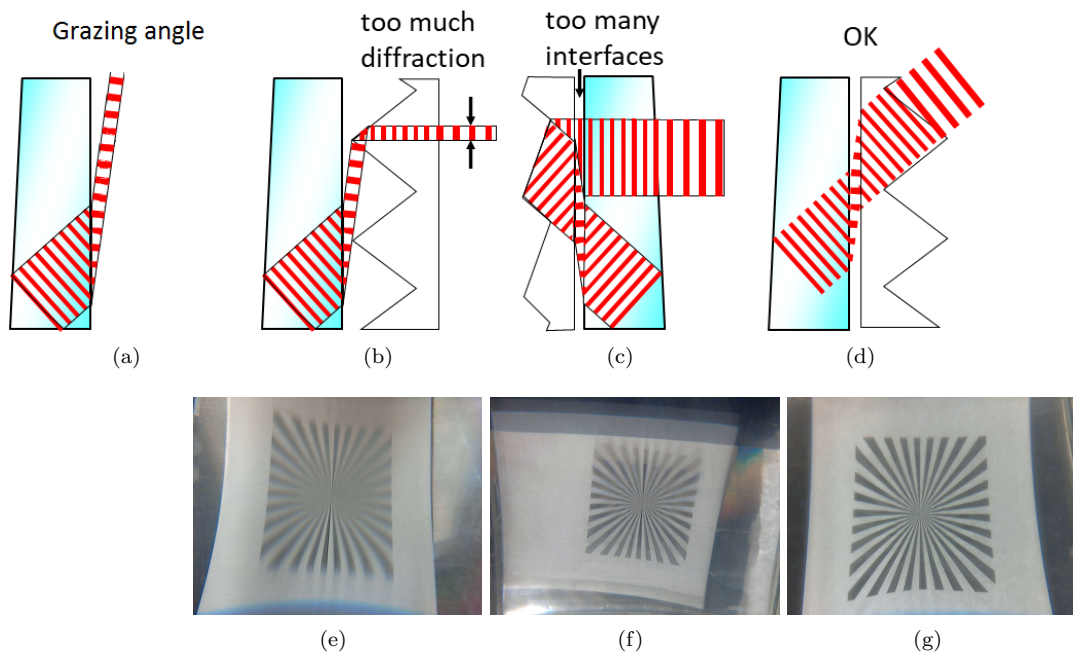 Grazing angle
too much
diffraction
too many
interfaces
OK
(a)
(b)
(c)
(d)
(e)
(f)
(g)